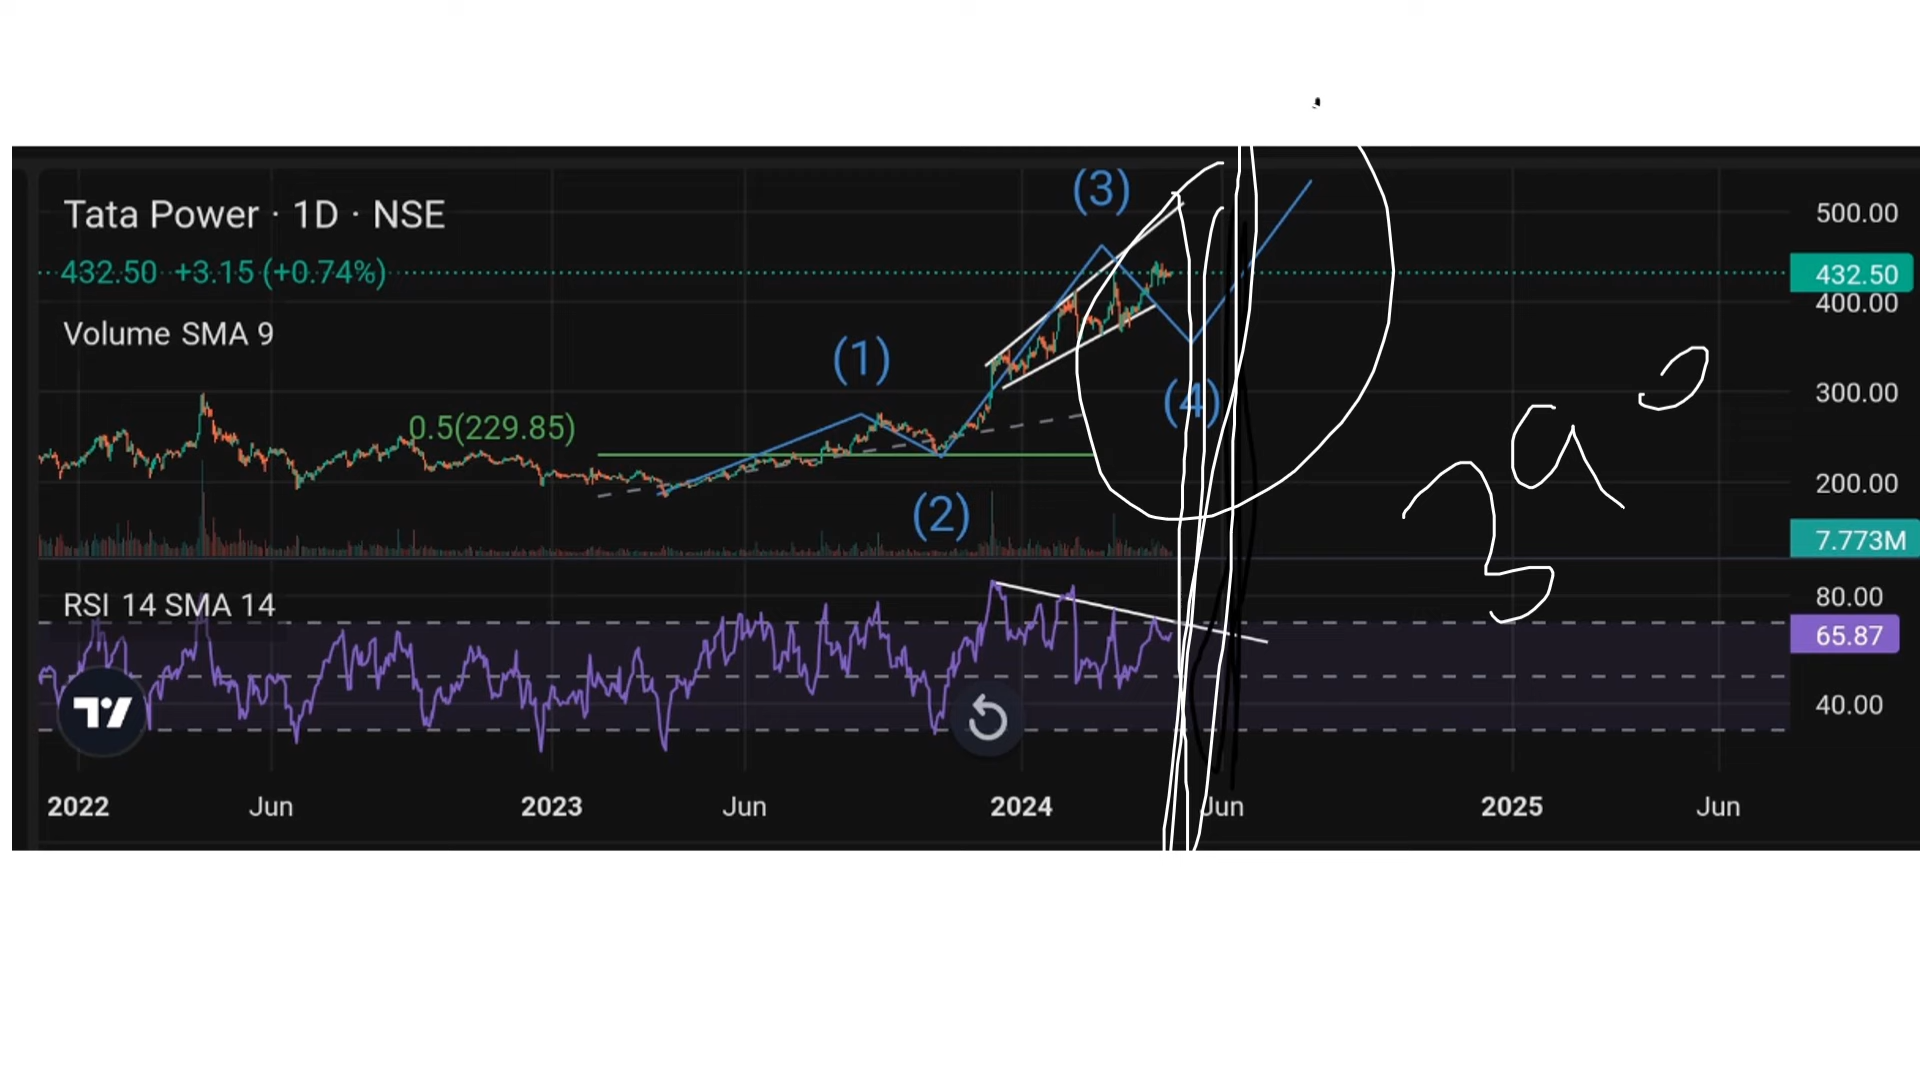 (3)
500.00
Tata Power · 1D · NSE
432.50 +3.15 (+0.74%)
432.50
400.00
Volume SMA 9
(1)
300.00
(4)
0.5(229.85)
200.00
(2)
7.773M
RSI 14 SMA 14
80.00
65.87
40.00
2022 Jun 2023 Jun 2024 Jun 2025 Jun